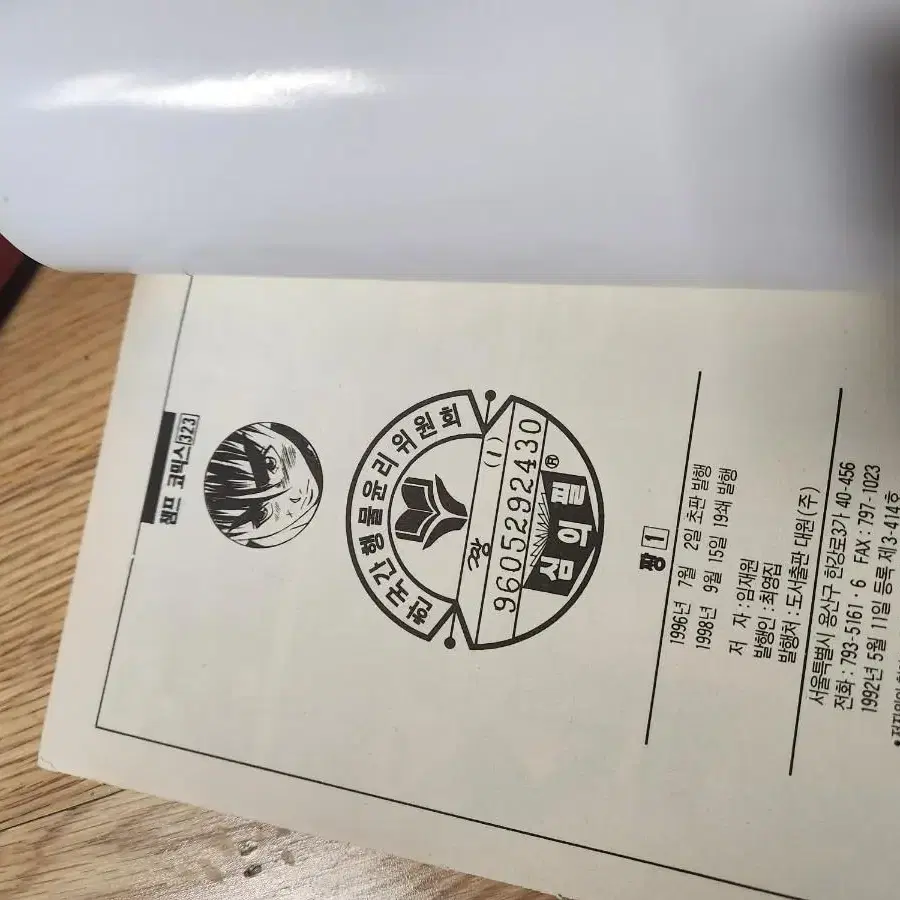 점프 코믹스 323
한국간행물윤리위원회
(1)
960529243O
심의필
®
짱 1
1996년 7월 2일 초판 발행
1998년 9월 15일 19쇄 발행
저 자 : 임재원
발행인 : 최영집
발행처 : 도서출판 대원 (주)
서울특별시 용산구 한강로3가 40-456
전화 : 793-5161 · 6 FAX : 797-1023
1992년 5월 11일 등록 제3-414호